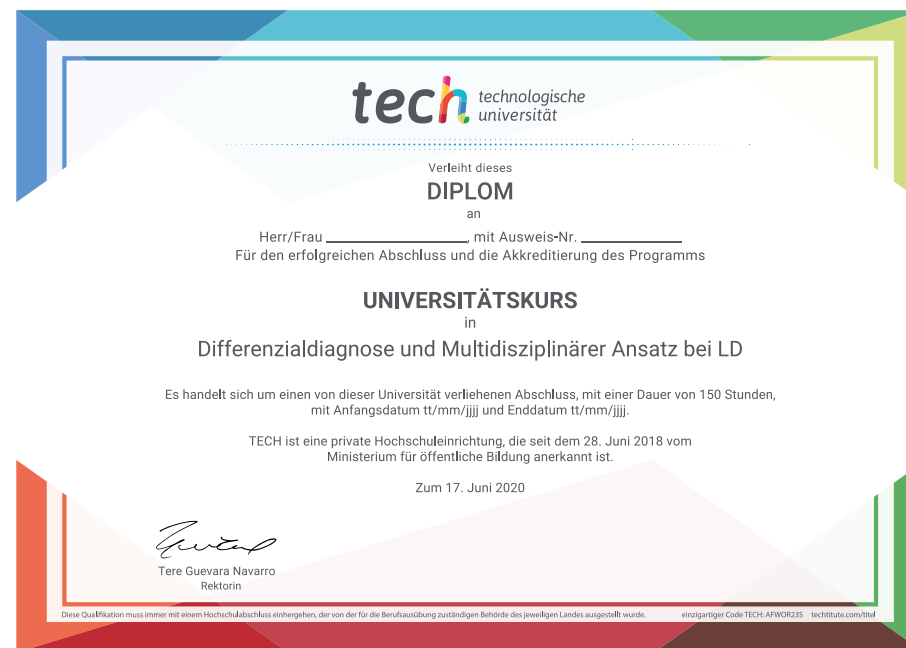 tech technologische
universität
Verleiht dieses
DIPLOM
an
Herr/Frau ____________, mit Ausweis-Nr. ____________
Für den erfolgreichen Abschluss und die Akkreditierung des Programms
UNIVERSITÄTSKURS
in
Differenzialdiagnose und Multidisziplinärer Ansatz bei LD
Es handelt sich um einen von dieser Universität verliehenen Abschluss, mit einer Dauer von 150 Stunden,
mit Anfangsdatum tt/mm/jjjj und Enddatum tt/mm/jjjj.
TECH ist eine private Hochschuleinrichtung, die seit dem 28. Juni 2018 vom
Ministerium für öffentliche Bildung anerkannt ist.
Zum 17. Juni 2020
Tere Guevara Navarro
Rektorin
Diese Qualifikation muss immer mit einem Hochschulabschluss einhergehen, der von der für die Berufsausübung zuständigen Behörde des jeweiligen Landes ausgestellt wurde. einzigartiger Code TECH: AFWOR23S techtitute.com/titel